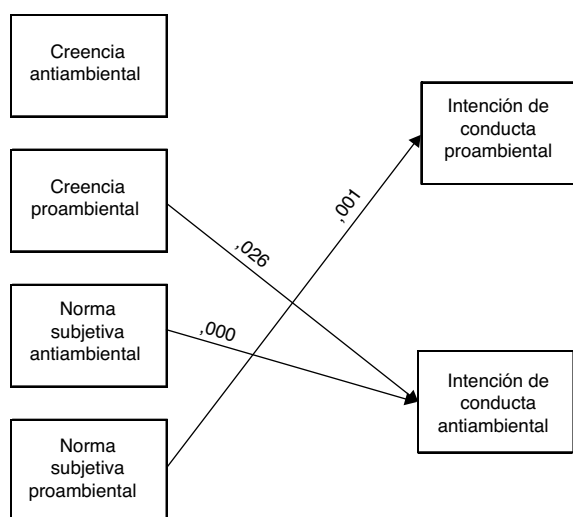 Creencia
antiambiental
Creencia
proambiental
Norma
subjetiva
antiambiental
Norma
subjetiva
proambiental
,026
,000
,001
Intención de
conducta
proambiental
Intención de
conducta
antiambiental